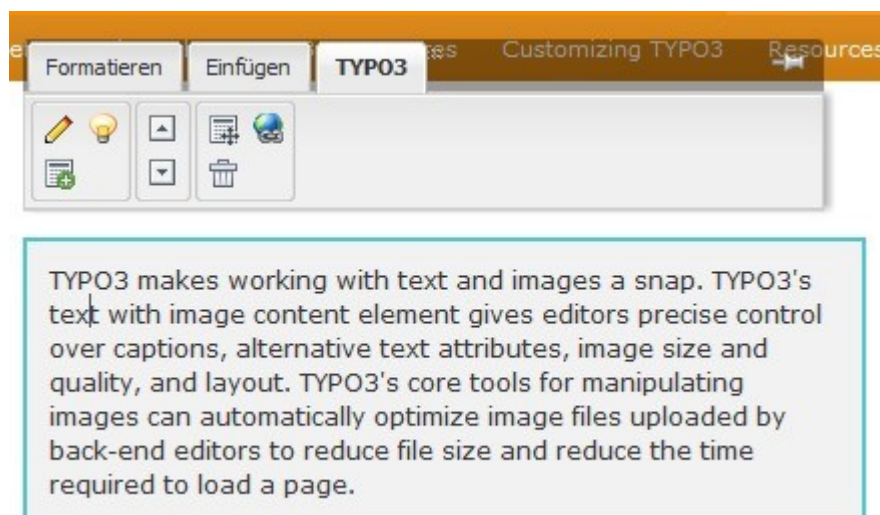 es Customizing TYPO3 Resources
Formatieren Einfügen TYPO3
TYPO3 makes working with text and images a snap. TYPO3's
text with image content element gives editors precise control
over captions, alternative text attributes, image size and
quality, and layout. TYPO3's core tools for manipulating
images can automatically optimize image files uploaded by
back-end editors to reduce file size and reduce the time
required to load a page.